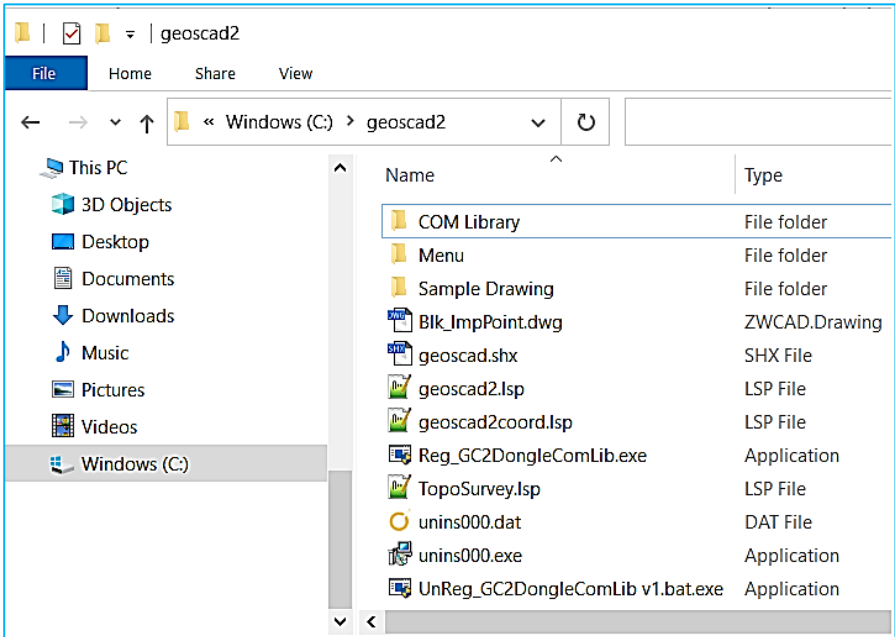 geoscad2
File Home Share View
« Windows (C:) > geoscad2
This PC
3D Objects
Desktop
Documents
Downloads
Music
Pictures
Videos
Windows (C:)
Name Type
COM Library File folder
Menu File folder
Sample Drawing File folder
Blk_ImpPoint.dwg ZWCAD.Drawing
geoscad.shx SHX File
geoscad2.lsp LSP File
geoscad2coord.lsp LSP File
Reg_GC2DongleComLib.exe Application
TopoSurvey.lsp LSP File
unins000.dat DAT File
unins000.exe Application
UnReg_GC2DongleComLib v1.bat.exe Application